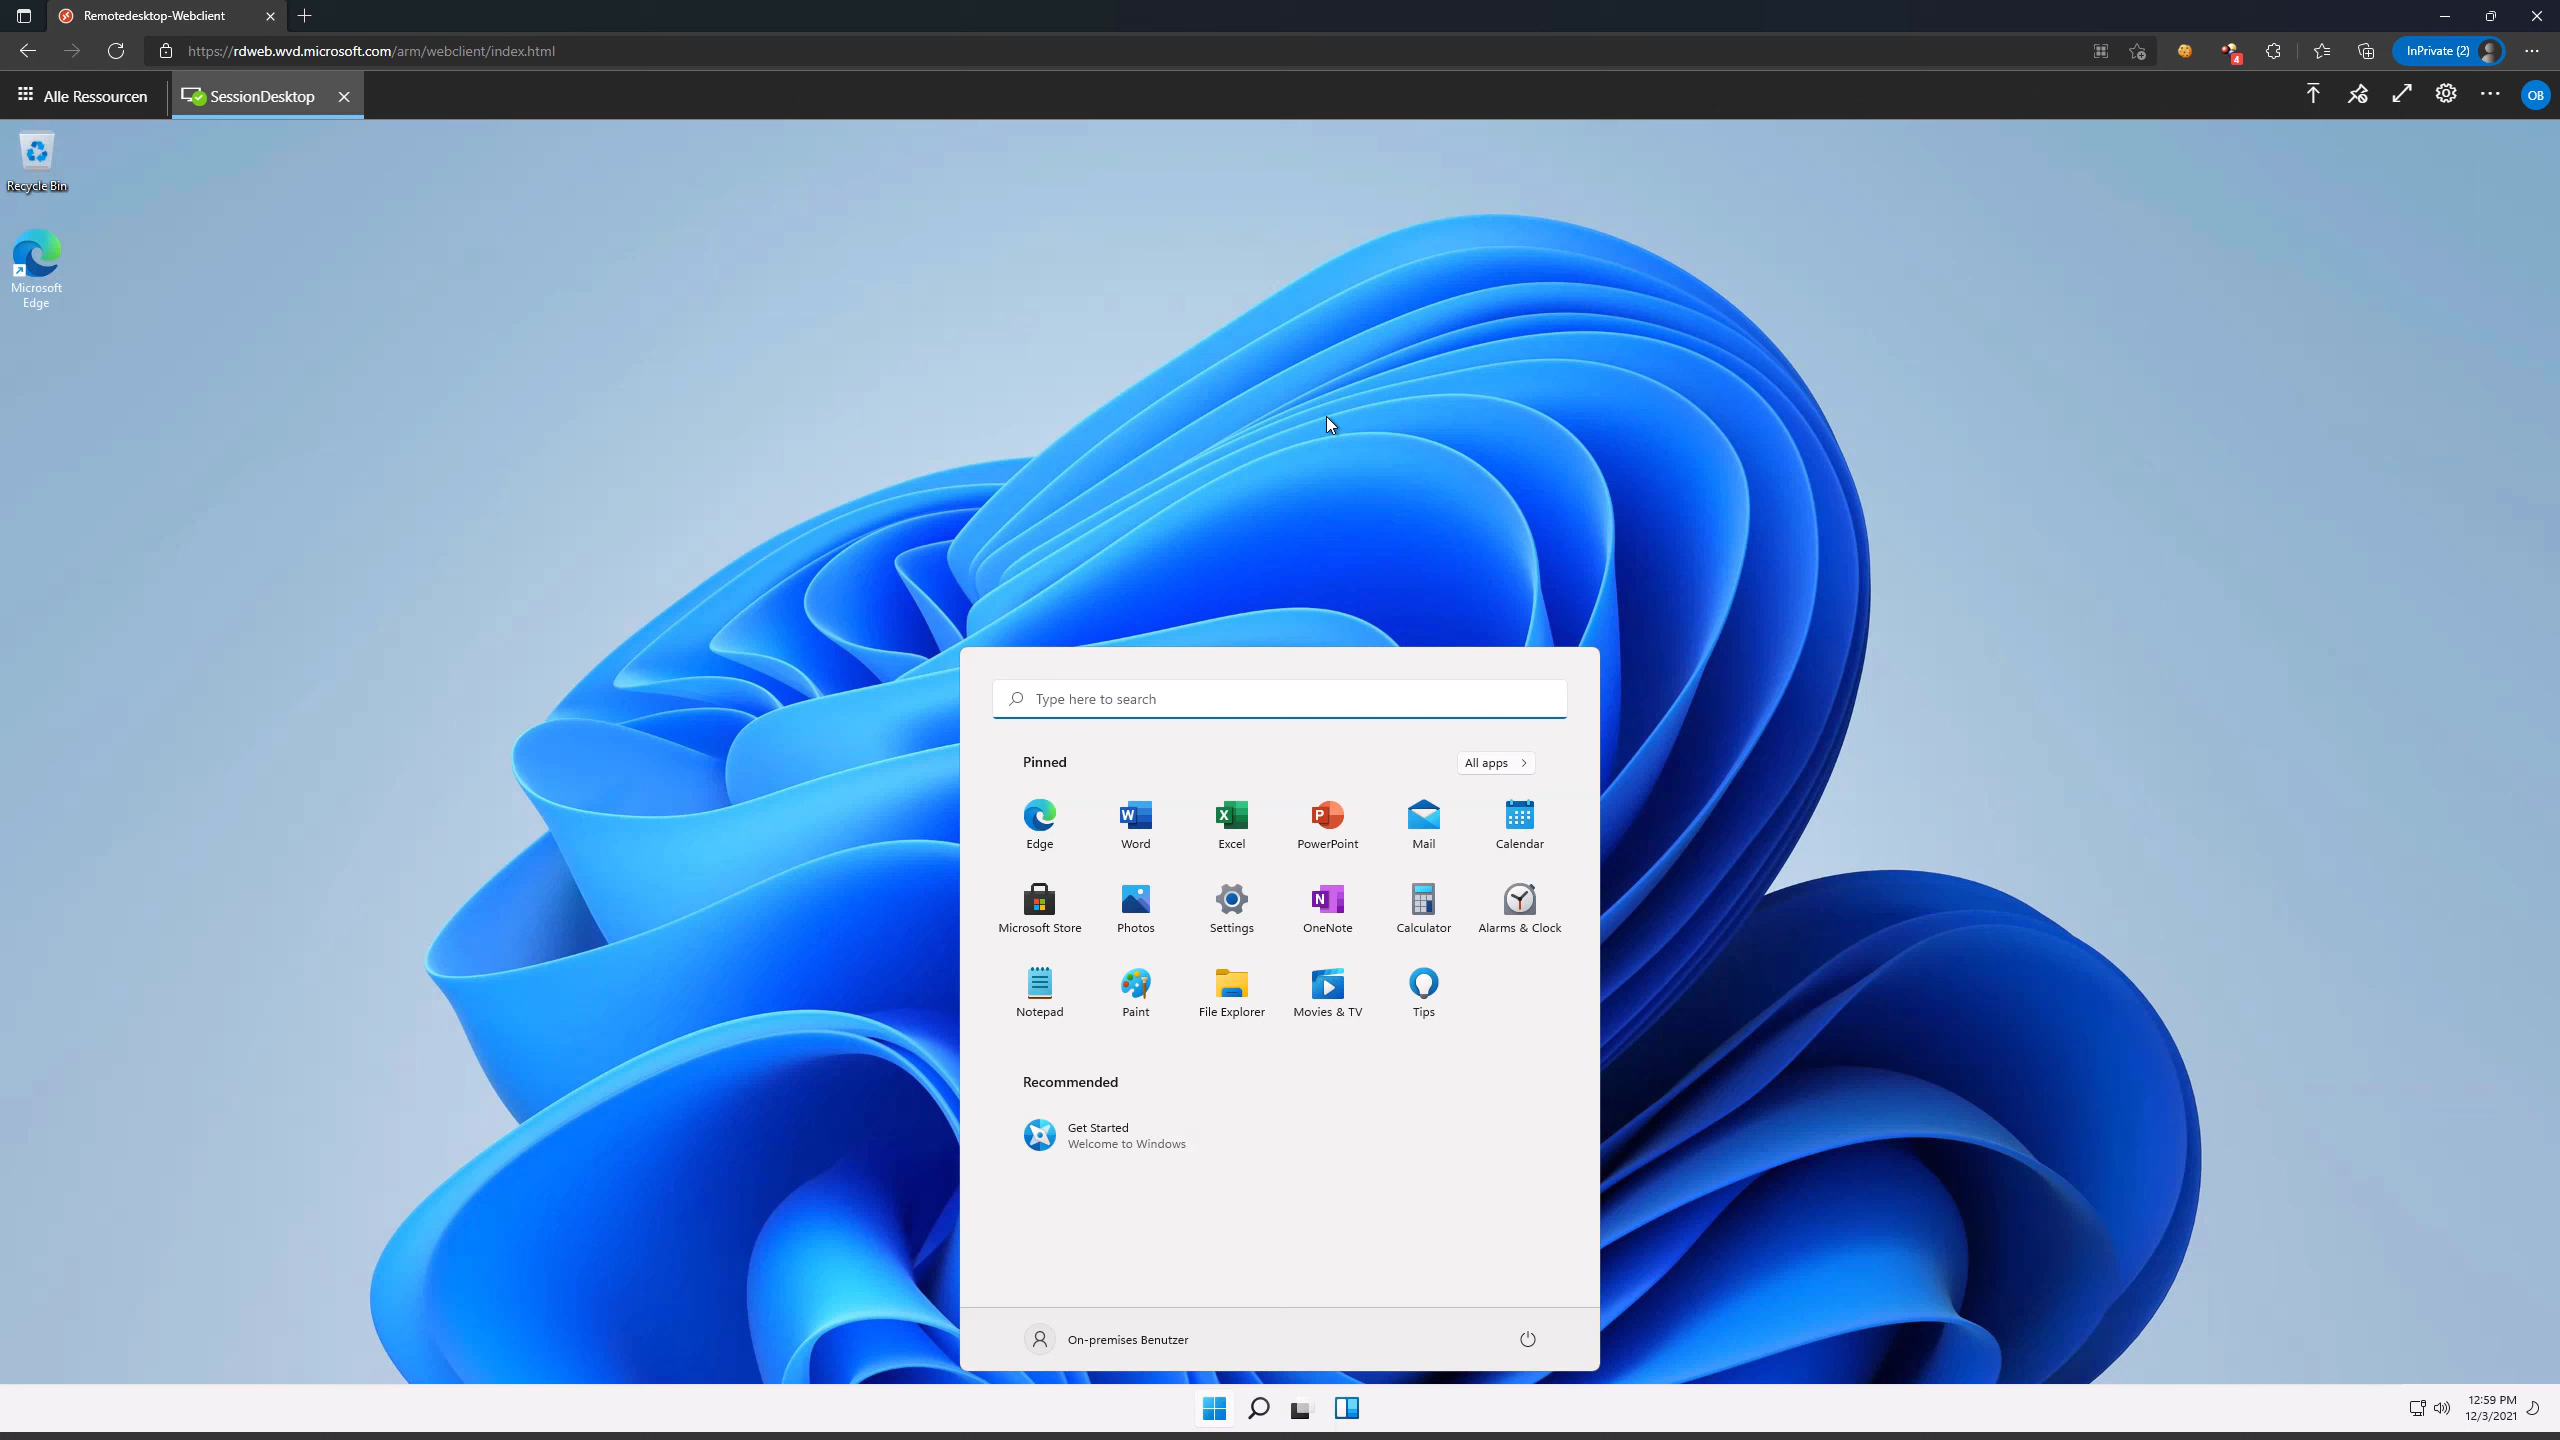 Remotedesktop-Webclient
InPrivate (2)
https://rdweb.wvd.microsoft.com/arm/webclient/index.html
4
Alle Ressourcen
SessionDesktop
OB
Recycle Bin
Microsoft
Edge
Type here to search
Pinned
All apps
Edge
Word
Excel
PowerPoint
Mail
Calendar
Microsoft Store
Photos
Settings
OneNote
Calculator
Alarms & Clock
Notepad
Paint
File Explorer
Movies & TV
Tips
Recommended
Get Started
Welcome to Windows
On-premises Benutzer
12:59 PM
12/3/2021